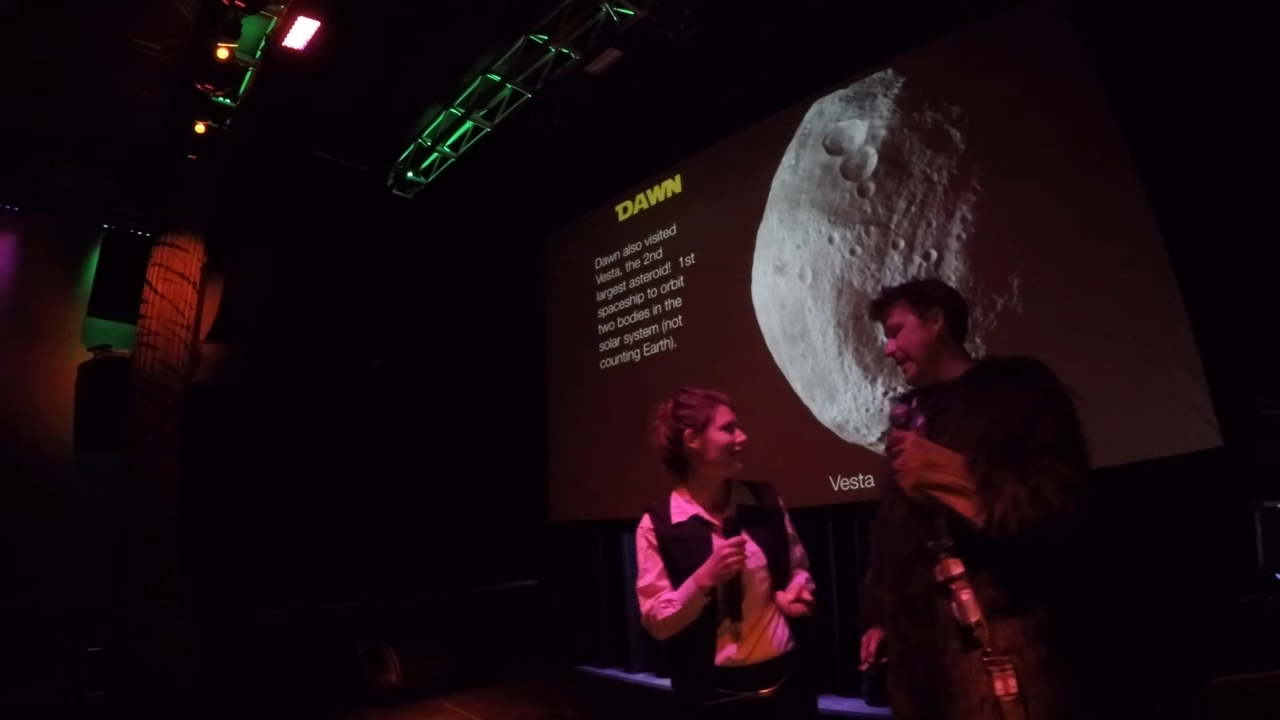 DAWN
Dawn also visited
Vesta, the 2nd
largest asteroid!  1st
spaceship to orbit
two bodies in the
solar system (not
counting Earth).
Vesta